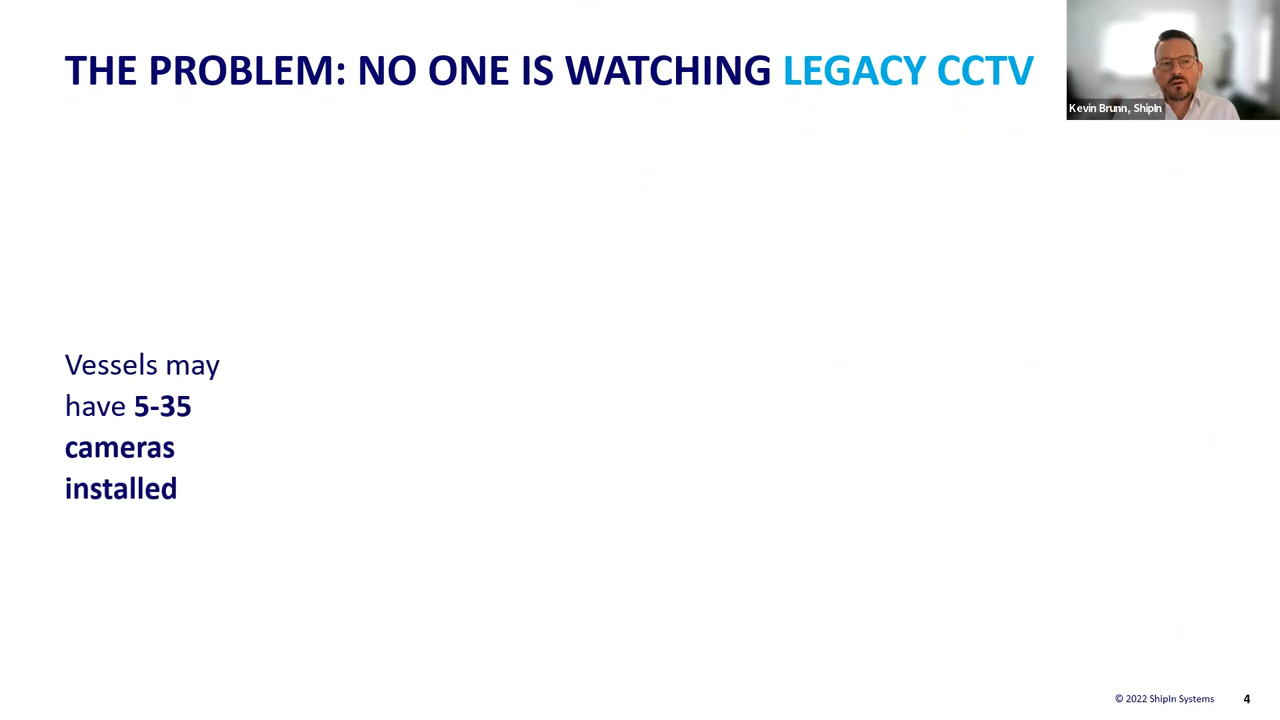 THE PROBLEM: NO ONE IS WATCHING LEGACY CCTV
Kevin Brunn, ShipIn
Vessels may
have 5-35
cameras
installed
© 2022 ShipIn Systems
4